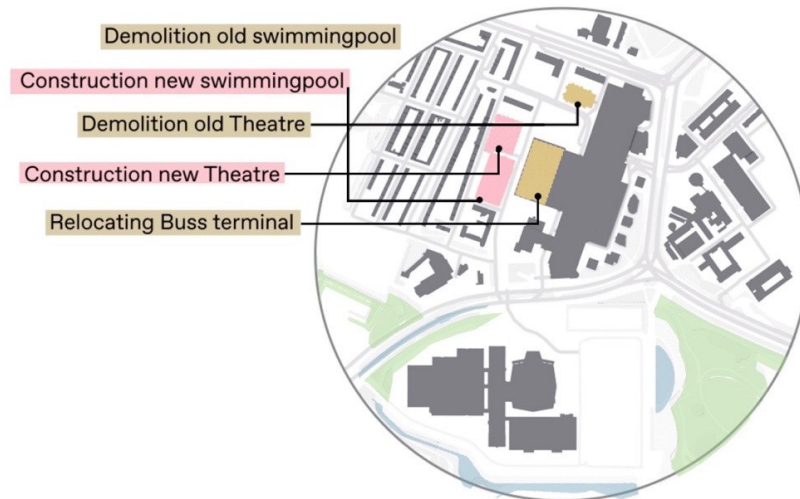 Demolition old swimmingpool
Construction new swimmingpool
Demolition old Theatre
Construction new Theatre
Relocating Buss terminal